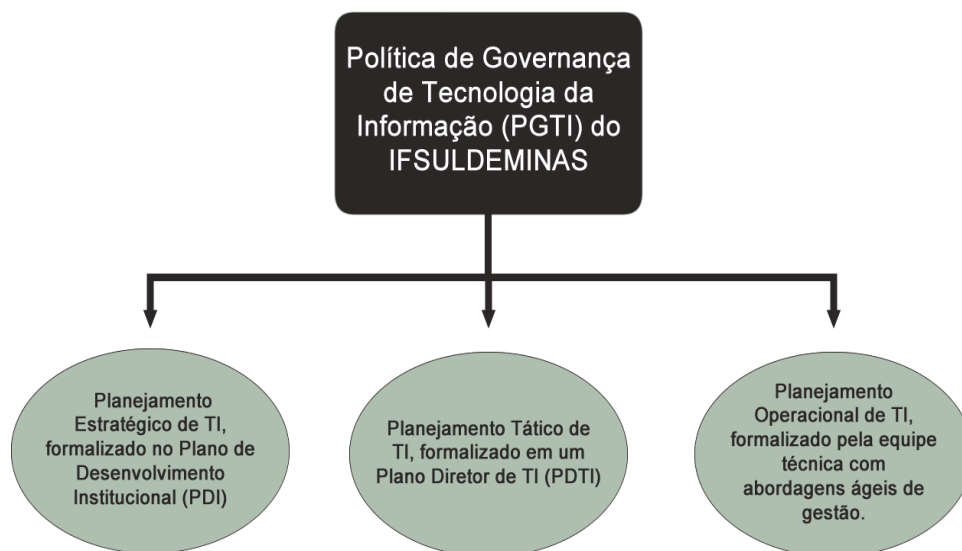 Política de Governança
de Tecnologia da
Informação (PGTI) do
IFSULDEMINAS
Planejamento
Estratégico de TI,
formalizado no Plano de
Desenvolvimento
Institucional (PDI)
Planejamento Tático de
TI, formalizado em um
Plano Diretor de TI (PDTI)
Planejamento
Operacional de TI,
formalizado pela equipe
técnica com
abordagens ágeis de
gestão.